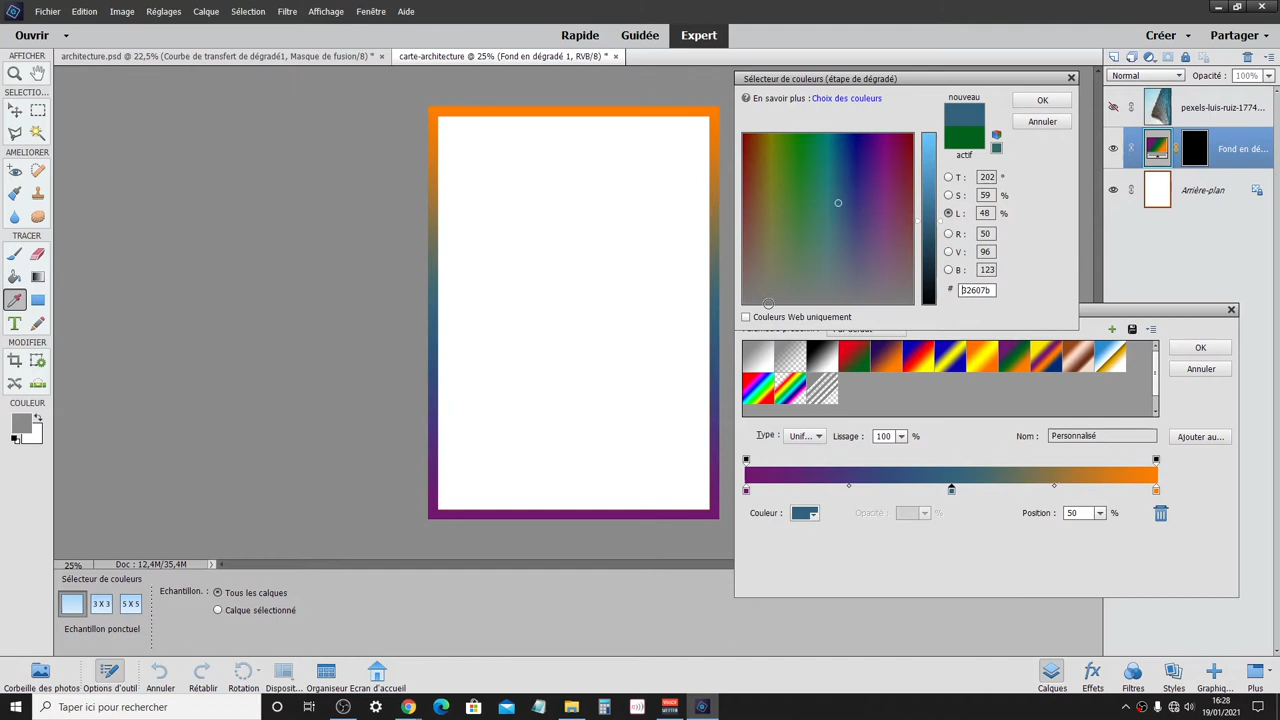 Fichier Edition Image Réglages Calque Sélection Filtre Affichage Fenêtre Aide
Ouvrir Rapide Guidée Expert Créer Partager
AFFICHER
architecture.psd @ 22,5% (Courbe de transfert de dégradé1, Masque de fusion/8) * ×
carte-architecture @ 25% (Fond en dégradé 1, RVB/8) * ×
Normal Opacité : 100%
SELECTIO...
AMELIORER
TRACER
COULEUR
Sélecteur de couleurs (étape de dégradé)
En savoir plus : Choix des couleurs
nouveau
actif
OK
Annuler
T : 202 °
S : 59 %
L : 48 %
R : 50
V : 96
B : 123
# 32607b
Couleurs Web uniquement
pexels-luis-ruiz-1774...
Fond en dé...
Arrière-plan
OK
Annuler
Type : Unif... Lissage : 100 % Nom : Personnalisé Ajouter au...
Couleur : Opacité : % Position : 50 %
25% Doc : 12,4M/35,4M
Sélecteur de couleurs
Echantillon. : Tous les calques
Calque sélectionné
3 X 3 5 X 5
Echantillon ponctuel
Corbeille des photos Options d'outil Annuler Rétablir Rotation Disposit... Organiseur Ecran d'accueil
Calques Effets Filtres Styles Graphiq... Plus
Taper ici pour rechercher
16:28
19/01/2021